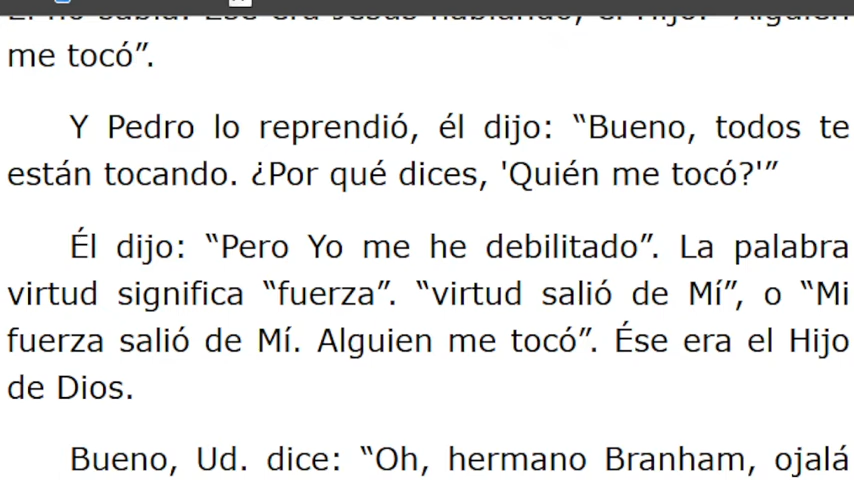 me tocó”.
Y Pedro lo reprendió, él dijo: “Bueno, todos te
están tocando. ¿Por qué dices, 'Quién me tocó?'”
Él dijo: “Pero Yo me he debilitado”. La palabra
virtud significa “fuerza”. “virtud salió de Mí”, o “Mi
fuerza salió de Mí. Alguien me tocó”. Ése era el Hijo
de Dios.
Bueno, Ud. dice: “Oh, hermano Branham, ojalá